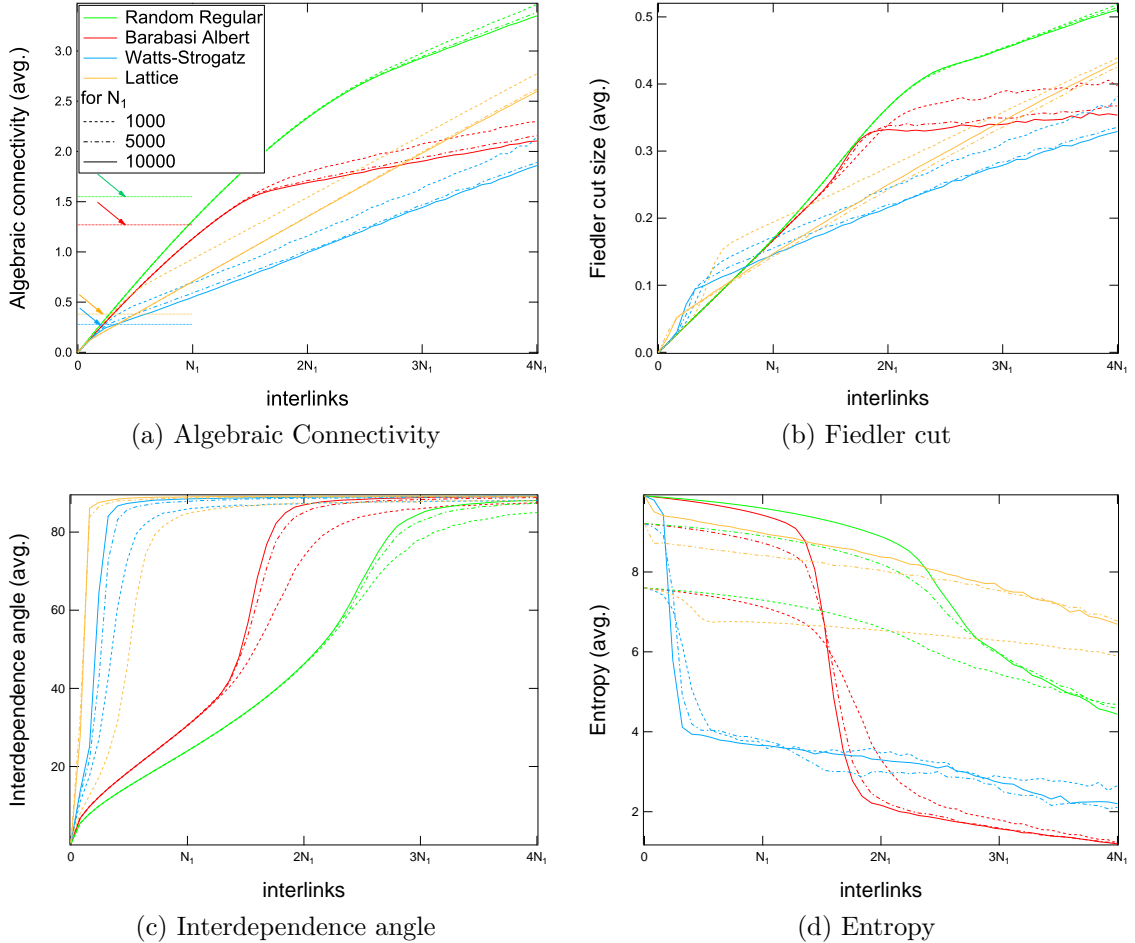 Random Regular
Barabasi Albert
Watts-Strogatz
Lattice
for N₁
1000
5000
10000
Algebraic connectivity (avg.)
3.0
2.5
2.0
1.5
1.0
0.5
0.0
0 N₁ 2N₁ 3N₁ 4N₁
interlinks
(a) Algebraic Connectivity
Fiedler cut size (avg.)
0.5
0.4
0.3
0.2
0.1
0.0
0 N₁ 2N₁ 3N₁ 4N₁
interlinks
(b) Fiedler cut
Interdependence angle (avg.)
80
60
40
20
0 N₁ 2N₁ 3N₁ 4N₁
interlinks
(c) Interdependence angle
Entropy (avg.)
8
6
4
2
0 N₁ 2N₁ 3N₁ 4N₁
interlinks
(d) Entropy